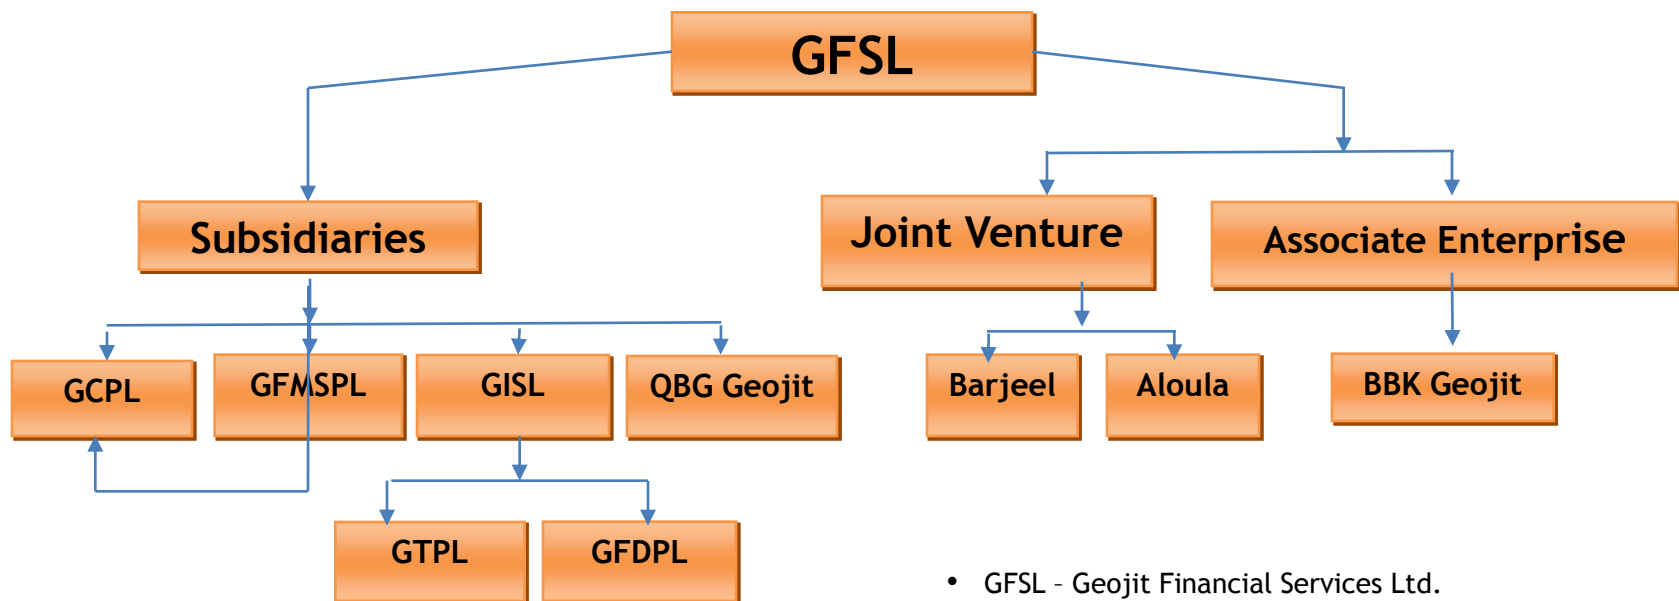 GFSL
Subsidiaries
Joint Venture
Associate Enterprise
GCPL
GFMSPL
GISL
QBG Geojit
Barjeel
Aloula
BBK Geojit
GTPL
GFDPL
• GFSL – Geojit Financial Services Ltd.